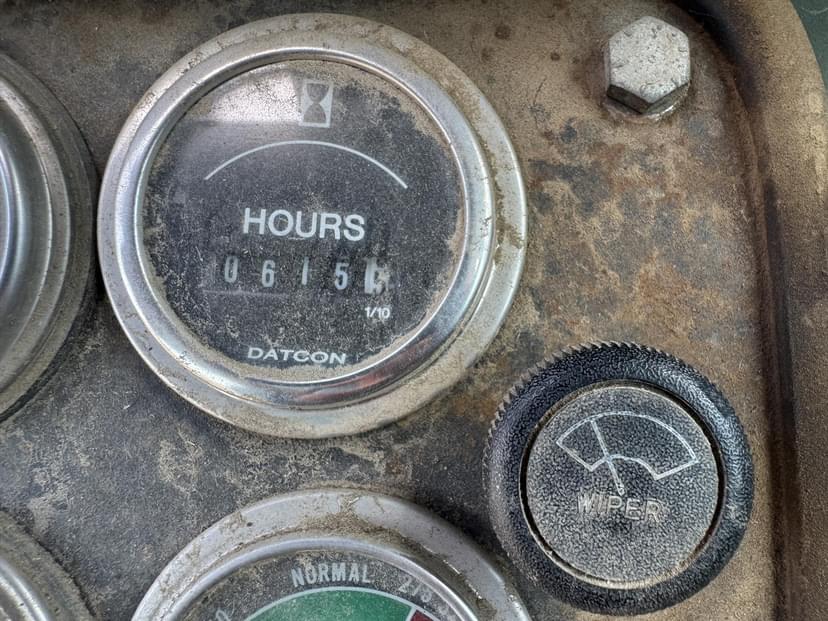 HOURS
0615
1/10
DATCON
WIPER
NORMAL